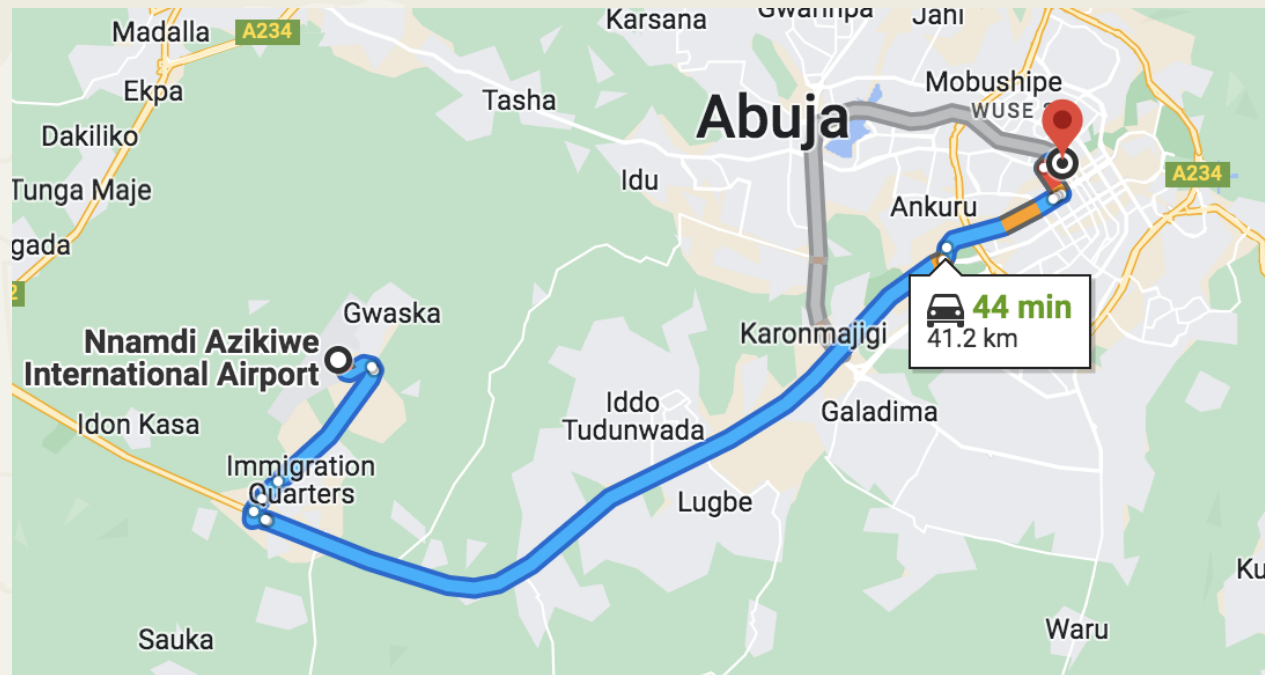 Karsana
Gwarinpa
Jahi
Madalla
A234
Ekpa
Tasha
Mobushipe
WUSE
Abuja
Dakiliko
Idu
A234
Tunga Maje
Ankuru
gada
2
Gwaska
44 min
41.2 km
Karonmajigi
Nnamdi Azikiwe
International Airport
Iddo
Tudunwada
Galadima
Idon Kasa
Immigration
Quarters
Lugbe
Ku
Sauka
Waru